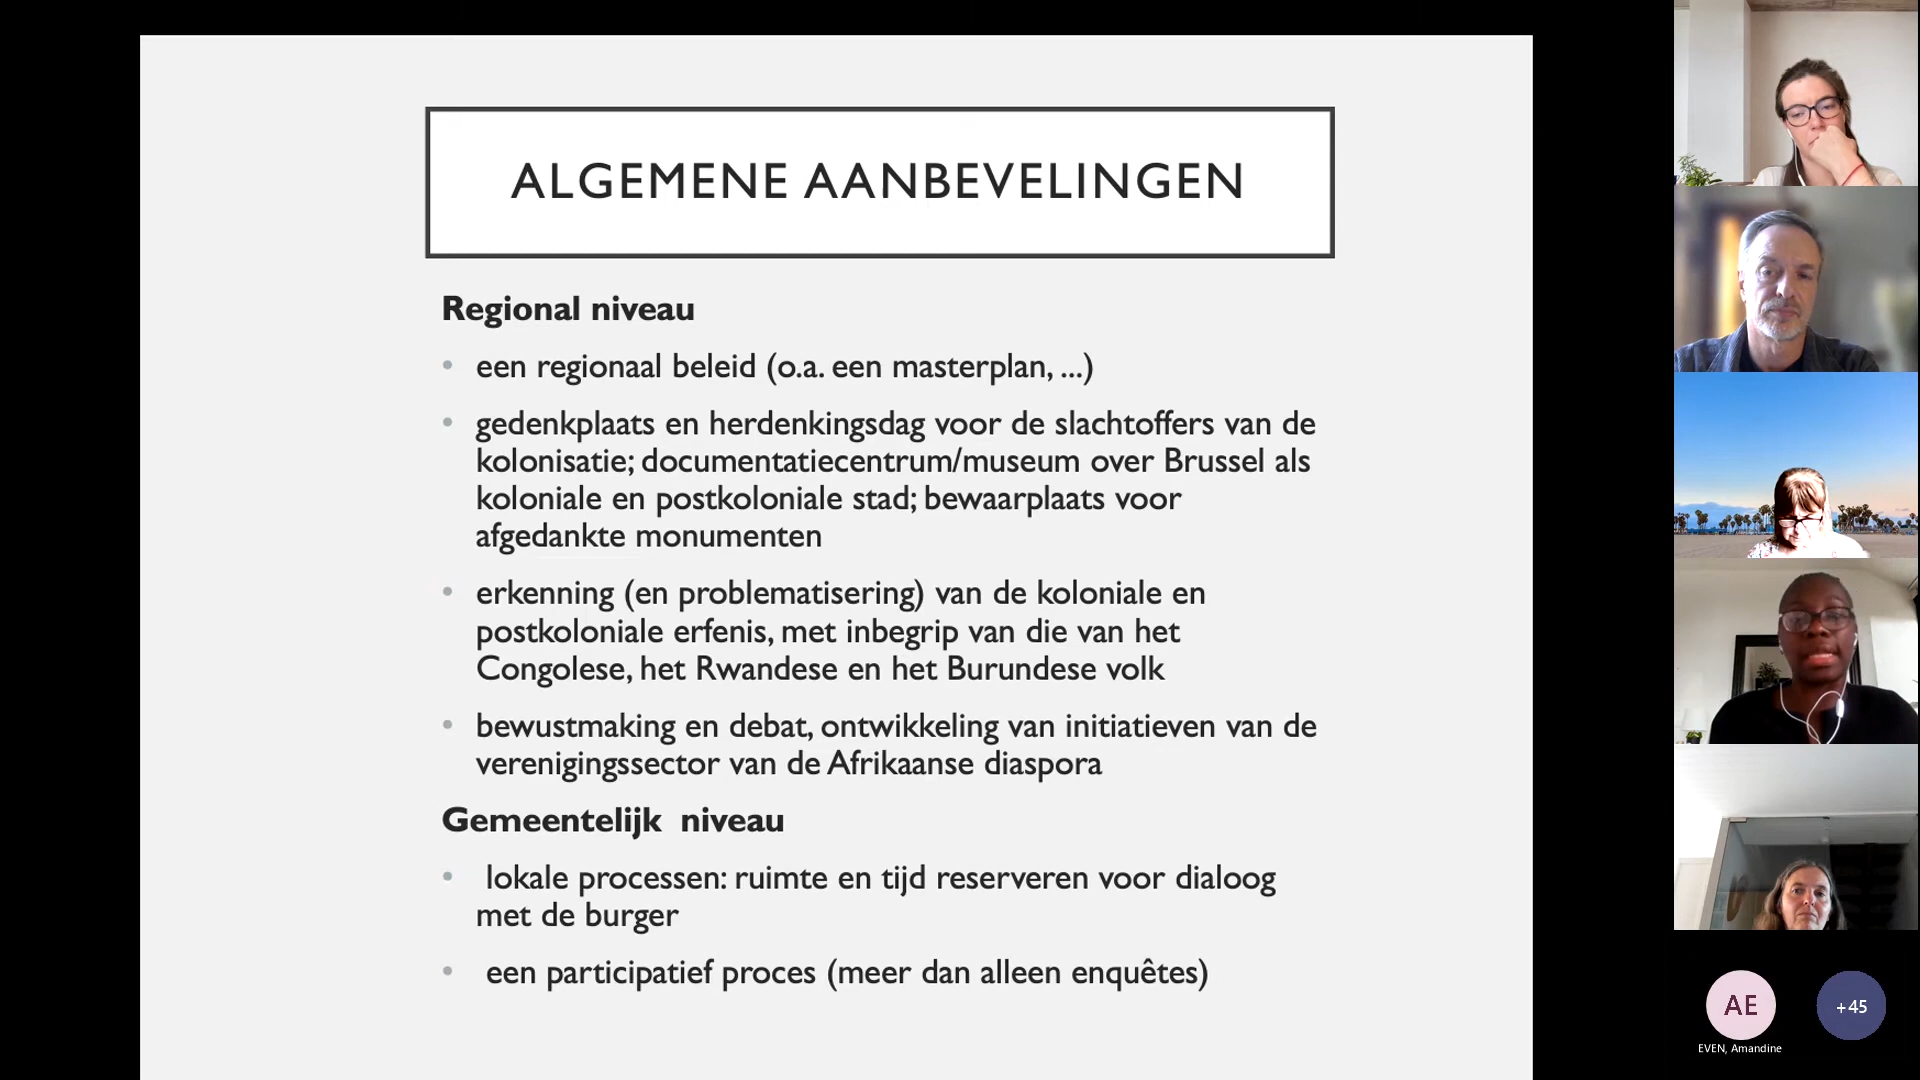 ALGEMENE AANBEVELINGEN
Regional niveau
• een regionaal beleid (o.a. een masterplan, ...)
• gedenkplaats en herdenkingsdag voor de slachtoffers van de
kolonisatie; documentatiecentrum/museum over Brussel als
koloniale en postkoloniale stad; bewaarplaats voor
afgedankte monumenten
• erkenning (en problematisering) van de koloniale en
postkoloniale erfenis, met inbegrip van die van het
Congolese, het Rwandese en het Burundese volk
• bewustmaking en debat, ontwikkeling van initiatieven van de
verenigingssector van de Afrikaanse diaspora
Gemeentelijk niveau
• lokale processen: ruimte en tijd reserveren voor dialoog
met de burger
• een participatief proces (meer dan alleen enquêtes)
AE
+45
EVEN, Amandine